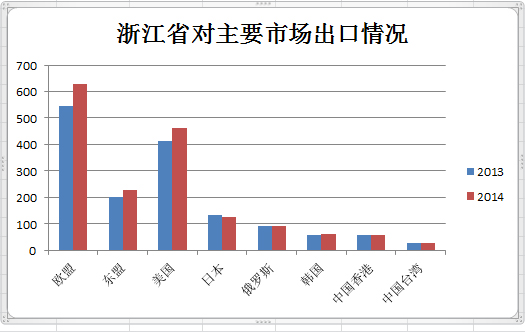 浙江省对主要市场出口情况
700
600
500
400
300
200
100
0
欧盟
东盟
美国
日本
俄罗斯
韩国
中国香港
中国台湾
2013
2014